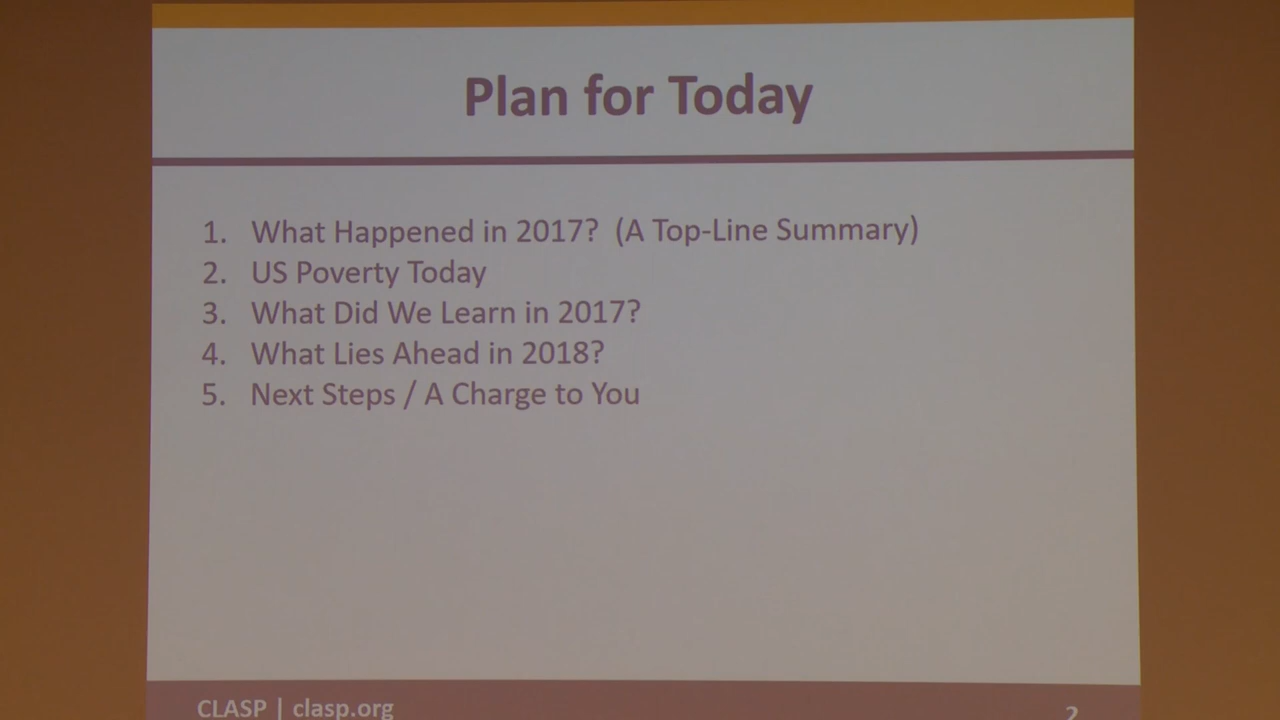 Plan for Today
1. What Happened in 2017? (A Top-Line Summary)
2. US Poverty Today
3. What Did We Learn in 2017?
4. What Lies Ahead in 2018?
5. Next Steps / A Charge to You
CLASP | clasp.org
2